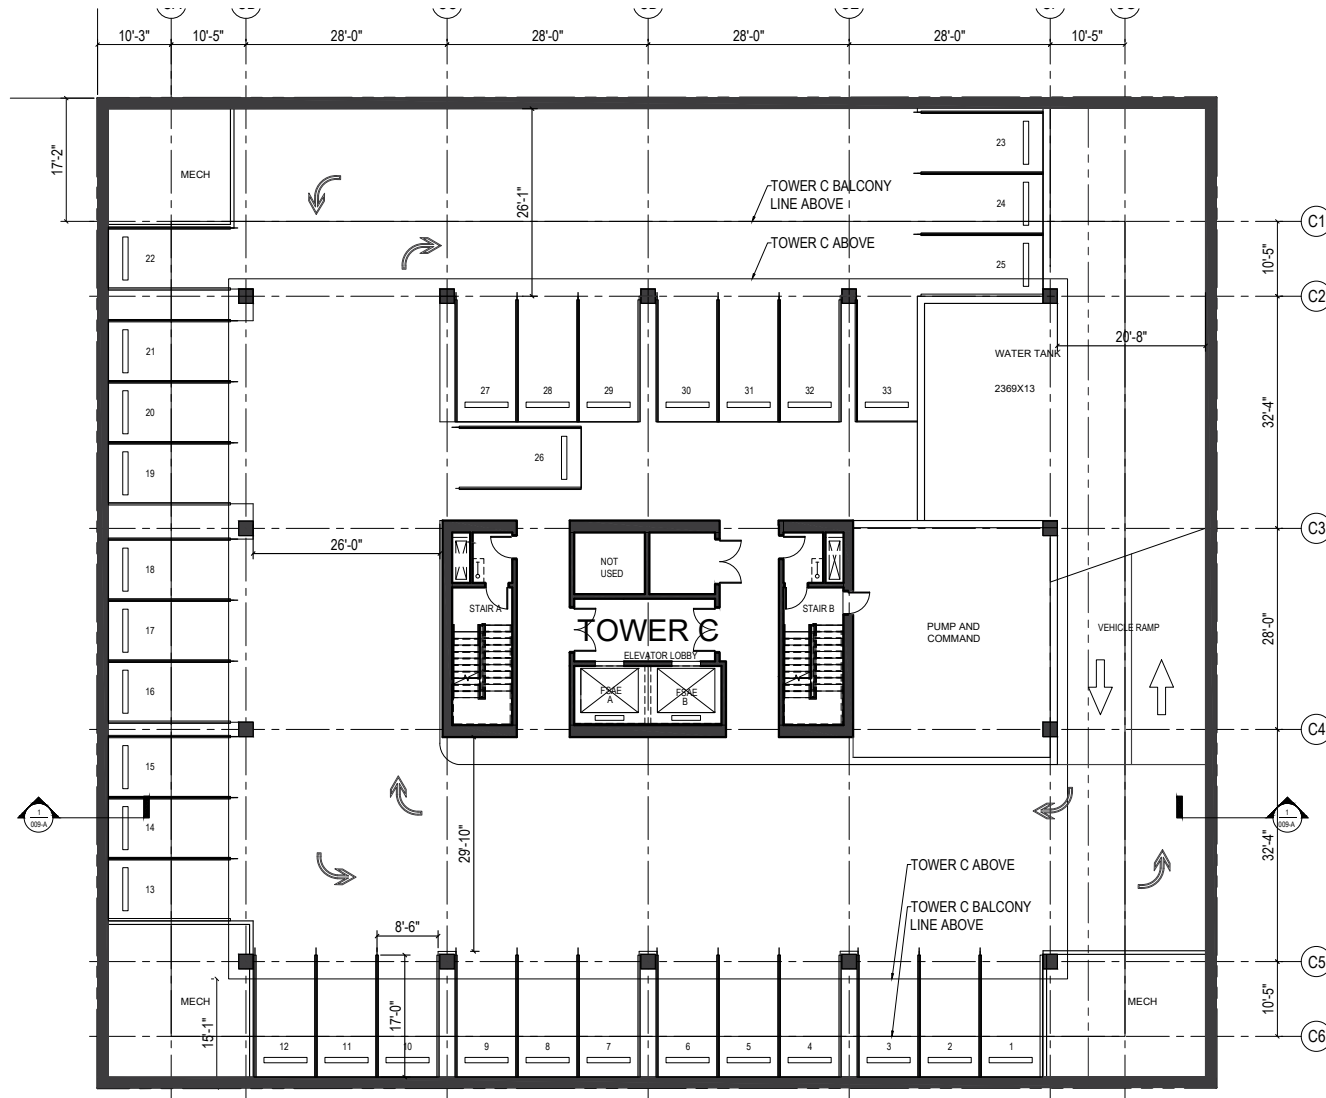 10'-3"
10'-5"
28'-0"
28'-0"
28'-0"
28'-0"
10'-5"
17'-2"
MECH
26'-1"
TOWER C BALCONY
LINE ABOVE
TOWER C ABOVE
23
24
25
C1
10'-5"
C2
22
21
20
19
27
28
29
30
31
32
33
WATER TANK
2369X13
20'-8"
32'-4"
26
C3
26'-0"
18
17
16
STAIR A
NOT
USED
TOWER C
ELEVATOR LOBBY
FSAE
A
FSAE
B
STAIR B
PUMP AND
COMMAND
VEHICLE RAMP
28'-0"
C4
15
14
13
1
009-A
1
009-A
29'-10"
32'-4"
TOWER C ABOVE
TOWER C BALCONY
LINE ABOVE
8'-6"
C5
MECH
15'-1"
17'-0"
MECH
10'-5"
C6
12
11
10
9
8
7
6
5
4
3
2
1